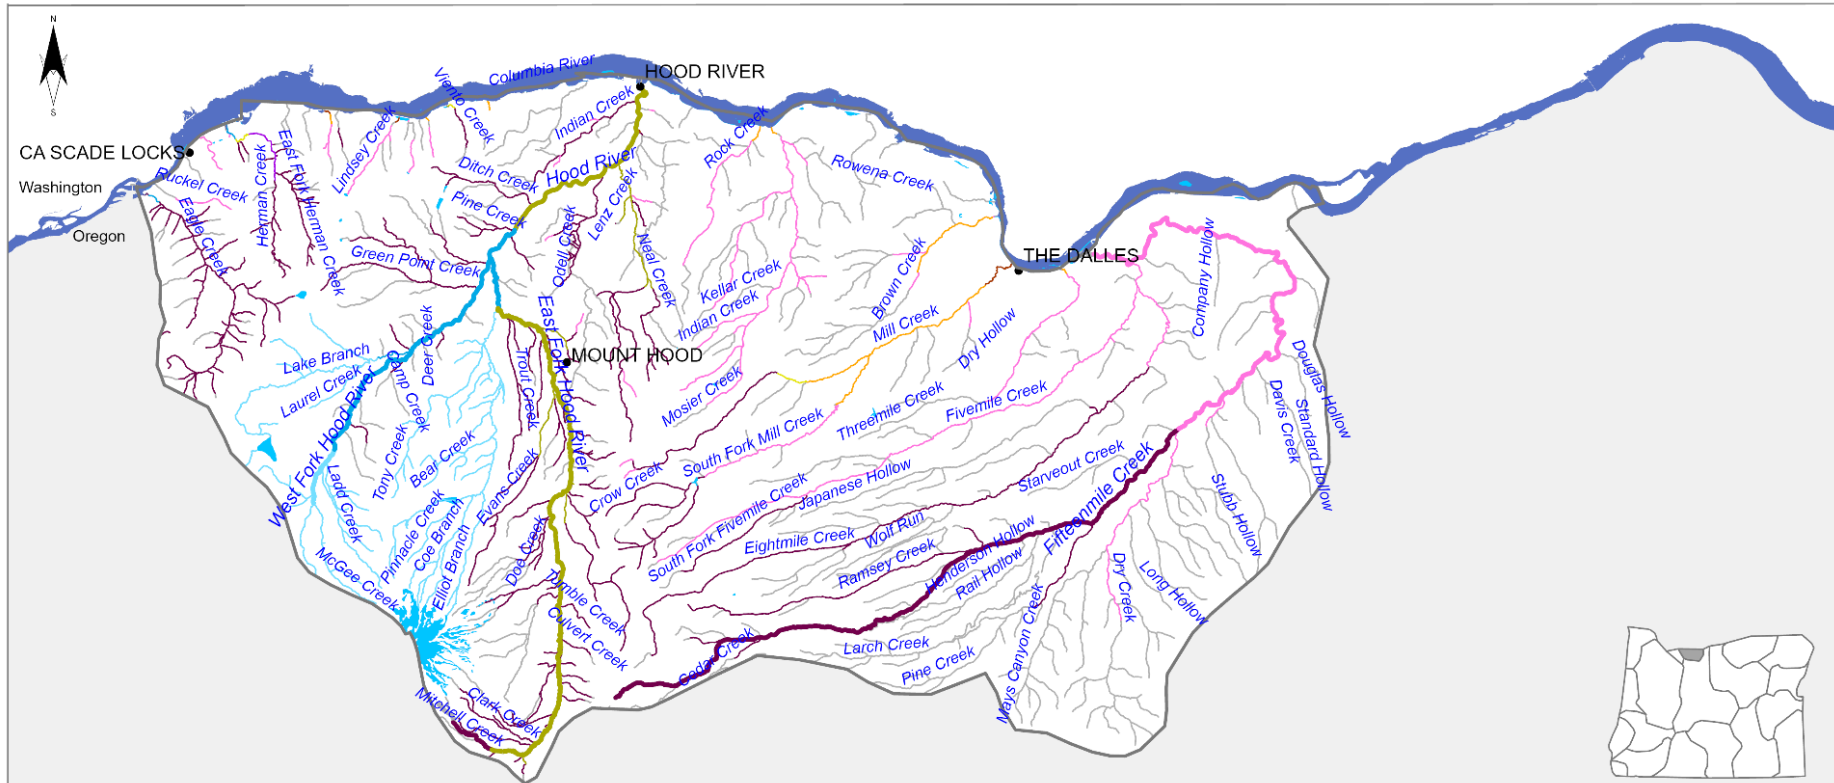 N
S
Columbia River
HOOD RIVER
Viento Creek
Indian Creek
CA SCADE LOCKS
Washington
Oregon
Ruckel Creek
Eagle Creek
Herman Creek
East Fork Herman Creek
Lindsey Creek
Ditch Creek
Hood River
Pine Creek
Lenz Creek
Odell Creek
Neal Creek
Rock Creek
Rowena Creek
Green Point Creek
Kellar Creek
Indian Creek
Brown Creek
THE DALLES
Company Hollow
Mill Creek
Dry Hollow
Lake Branch
Laurel Creek
Camp Creek
Deer Creek
East Fork Hood River
Trout Creek
MOUNT HOOD
Mosier Creek
South Fork Mill Creek
Threemile Creek
Fivemile Creek
Douglas Hollow
Davis Creek
Standard Hollow
West Fork Hood River
Ladd Creek
Tony Creek
Bear Creek
Evans Creek
Crow Creek
South Fork Fivemile Creek
Japanese Hollow
Starveout Creek
Fifteenmile Creek
Stubb Hollow
McGee Creek
Pinnacle Creek
Coe Branch
Elliot Branch
Doe Creek
Tumble Creek
Culvert Creek
Eightmile Creek
Wolf Run
Ramsey Creek
Henderson Hollow
Rail Hollow
Dry Creek
Long Hollow
Mays Canyon Creek
Larch Creek
Pine Creek
Cedar Creek
Clark Creek
Mitchell Creek